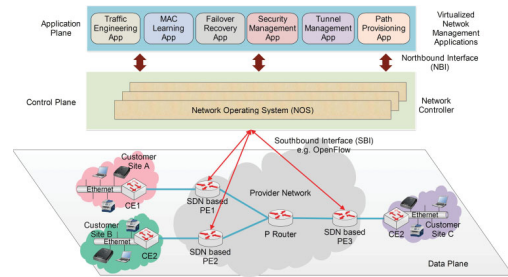 Application
Plane
Traffic
Engineering
App
MAC
Learning
App
Failover
Recovery
App
Security
Management
App
Tunnel
Management
App
Path
Provisioning
App
Virtualized
Netwok
Management
Applications
Northbound Interface
(NBI)
Control Plane
Network Operating System (NOS)
Network
Controller
Southbound Interface (SBI)
e.g. OpenFlow
Customer
Site A
Ethernet
CE1
SDN based
PE1
Provider Network
Customer
Site B
Ethernet
CE2
SDN based
PE2
P Router
SDN based
PE3
CE2
Ethernet
Customer
Site C
Data Plane